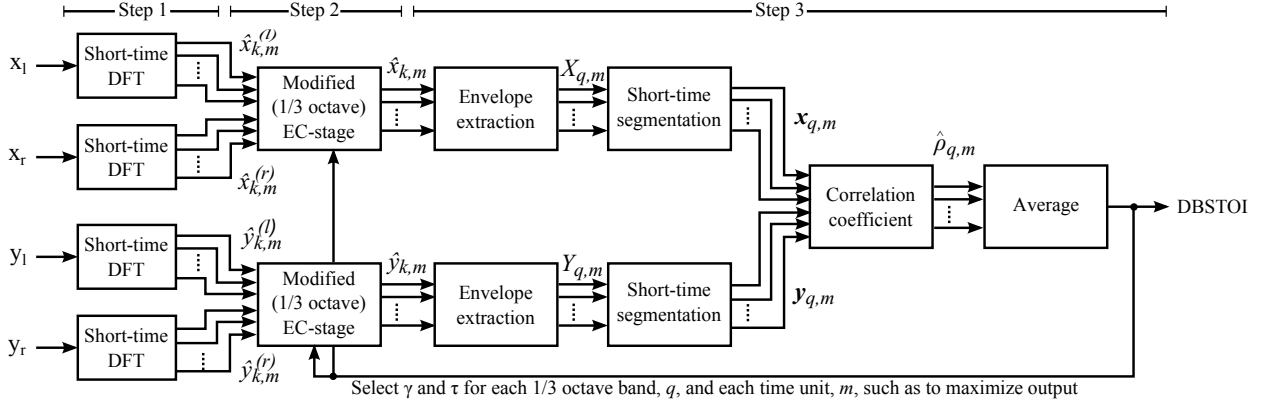 Step 1
Step 2
Step 3
x_l
Short-time
DFT
x̂_{k,m}^{(l)}
x_r
Short-time
DFT
x̂_{k,m}^{(r)}
Modified
(1/3 octave)
EC-stage
x̂_{k,m}
Envelope
extraction
X_{q,m}
Short-time
segmentation
x_{q,m}
y_l
Short-time
DFT
ŷ_{k,m}^{(l)}
y_r
Short-time
DFT
ŷ_{k,m}^{(r)}
Modified
(1/3 octave)
EC-stage
ŷ_{k,m}
Envelope
extraction
Y_{q,m}
Short-time
segmentation
y_{q,m}
Correlation
coefficient
ρ̂_{q,m}
Average
DBSTOI
Select γ and τ for each 1/3 octave band, q, and each time unit, m, such as to maximize output